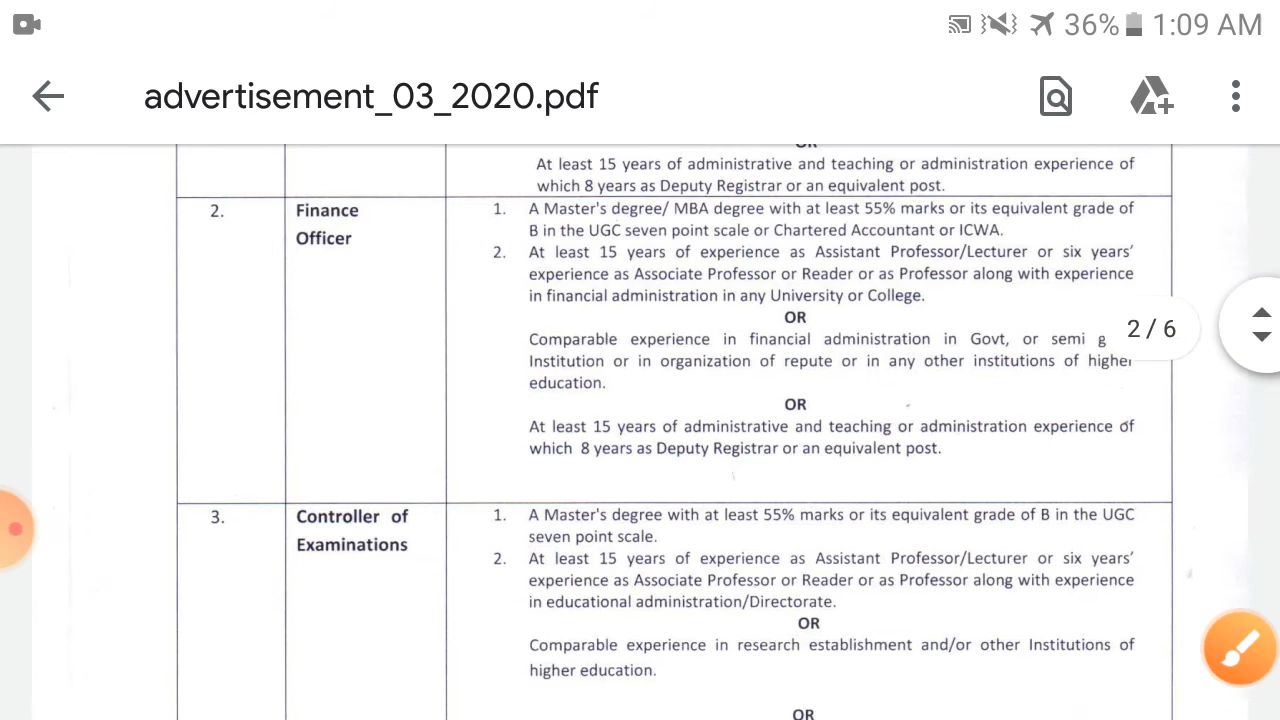 36% 1:09 AM
advertisement_03_2020.pdf
OR
At least 15 years of administrative and teaching or administration experience of
which 8 years as Deputy Registrar or an equivalent post.
2. Finance 1. A Master's degree/ MBA degree with at least 55% marks or its equivalent grade of
Officer B in the UGC seven point scale or Chartered Accountant or ICWA.
2. At least 15 years of experience as Assistant Professor/Lecturer or six years'
experience as Associate Professor or Reader or as Professor along with experience
in financial administration in any University or College.
OR
2 / 6
Comparable experience in financial administration in Govt, or semi g
Institution or in organization of repute or in any other institutions of higher
education.
OR
At least 15 years of administrative and teaching or administration experience of
which 8 years as Deputy Registrar or an equivalent post.
3. Controller of 1. A Master's degree with at least 55% marks or its equivalent grade of B in the UGC
Examinations seven point scale.
2. At least 15 years of experience as Assistant Professor/Lecturer or six years'
experience as Associate Professor or Reader or as Professor along with experience
in educational administration/Directorate.
OR
Comparable experience in research establishment and/or other Institutions of
higher education.
OR